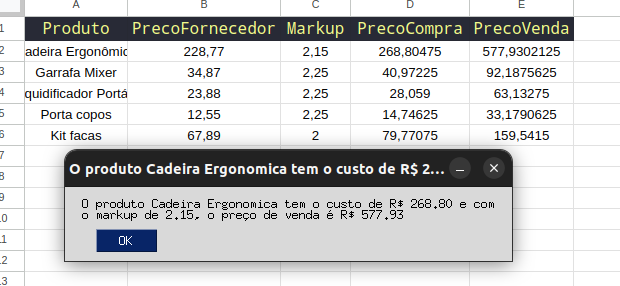 A B C D E
1 Produto PrecoFornecedor Markup PrecoCompra PrecoVenda
2 adeira Ergonômic 228,77 2,15 268,80475 577,9302125
3 Garrafa Mixer 34,87 2,25 40,97225 92,1875625
4 quidificador Portá 23,88 2,25 28,059 63,13275
5 Porta copos 12,55 2,25 14,74625 33,1790625
6 Kit facas 67,89 2 79,77075 159,5415
7
O produto Cadeira Ergonomica tem o custo de R$ 2...
8
9
O produto Cadeira Ergonomica tem o custo de R$ 268.80 e com
10
o markup de 2.15, o preço de venda é R$ 577.93
11
OK
12
13